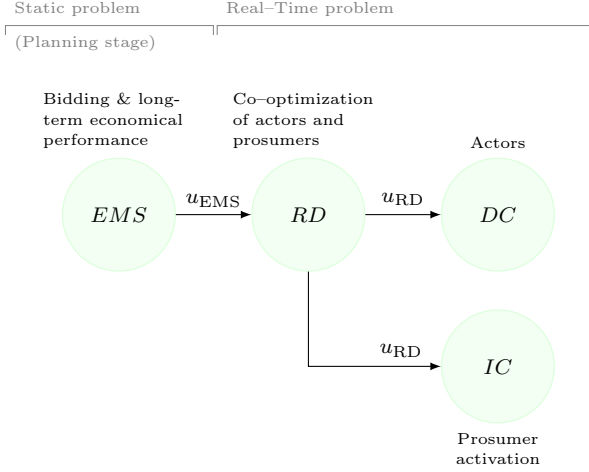 Static problem
Real–Time problem
(Planning stage)
Bidding & long-
term economical
performance
Co–optimization
of actors and
prosumers
Actors
EMS
u_EMS
RD
u_RD
DC
u_RD
IC
Prosumer
activation